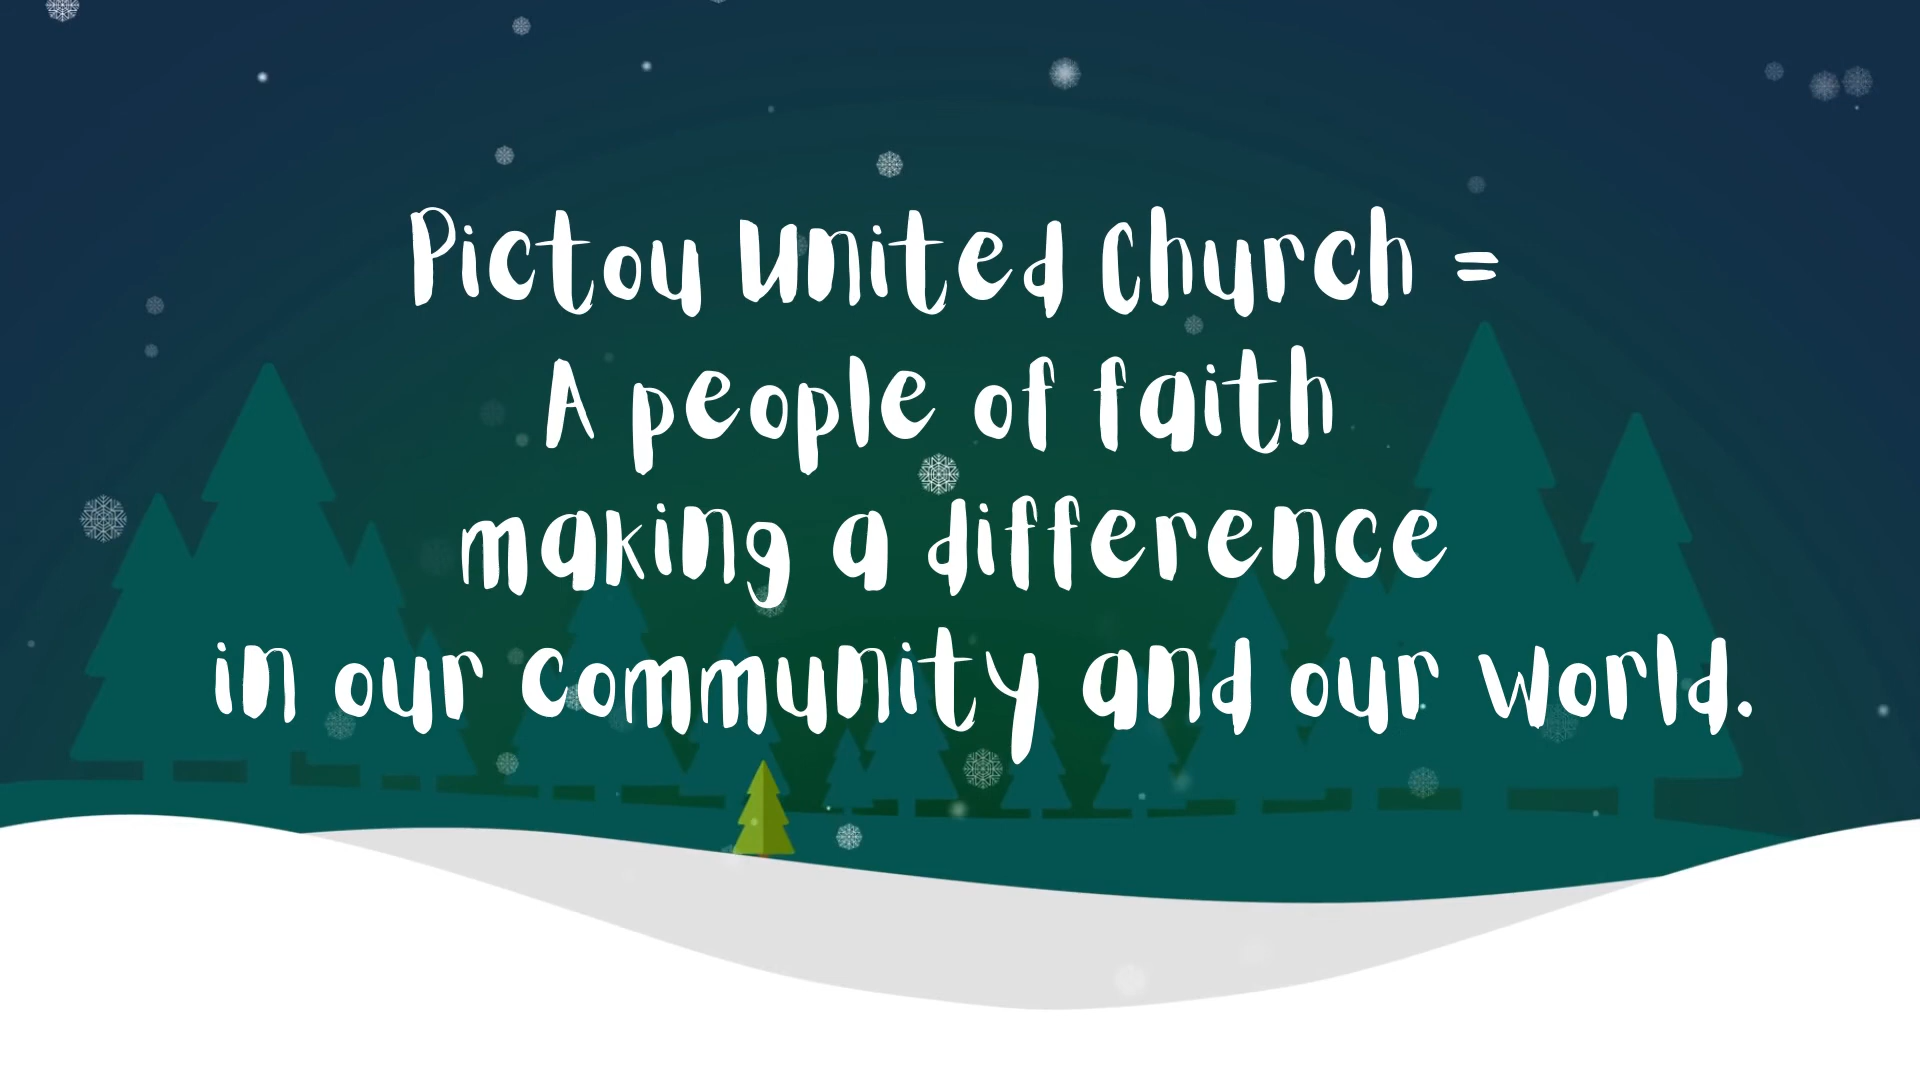 Pictou United Church =
A people of faith
making a difference
in our community and our world.